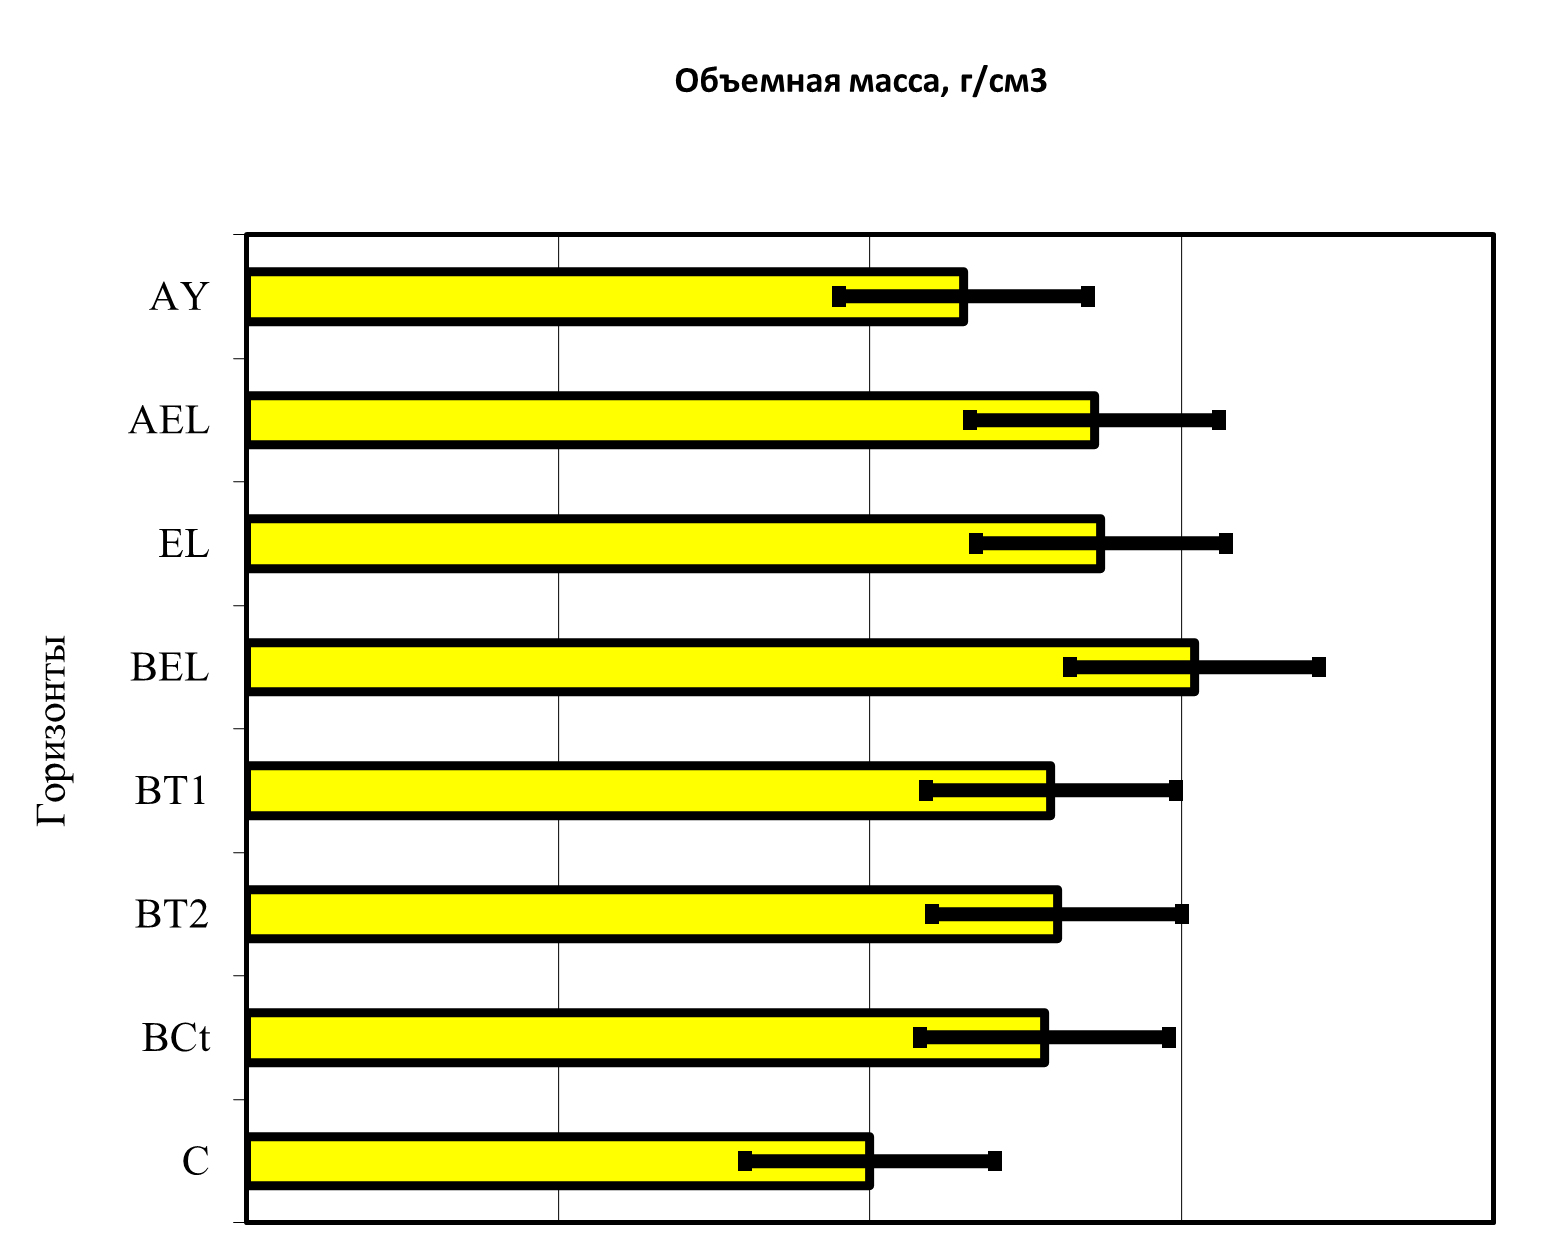 Объемная масса, г/см3
AY
AEL
EL
BEL
BT1
BT2
BCt
C
Горизонты